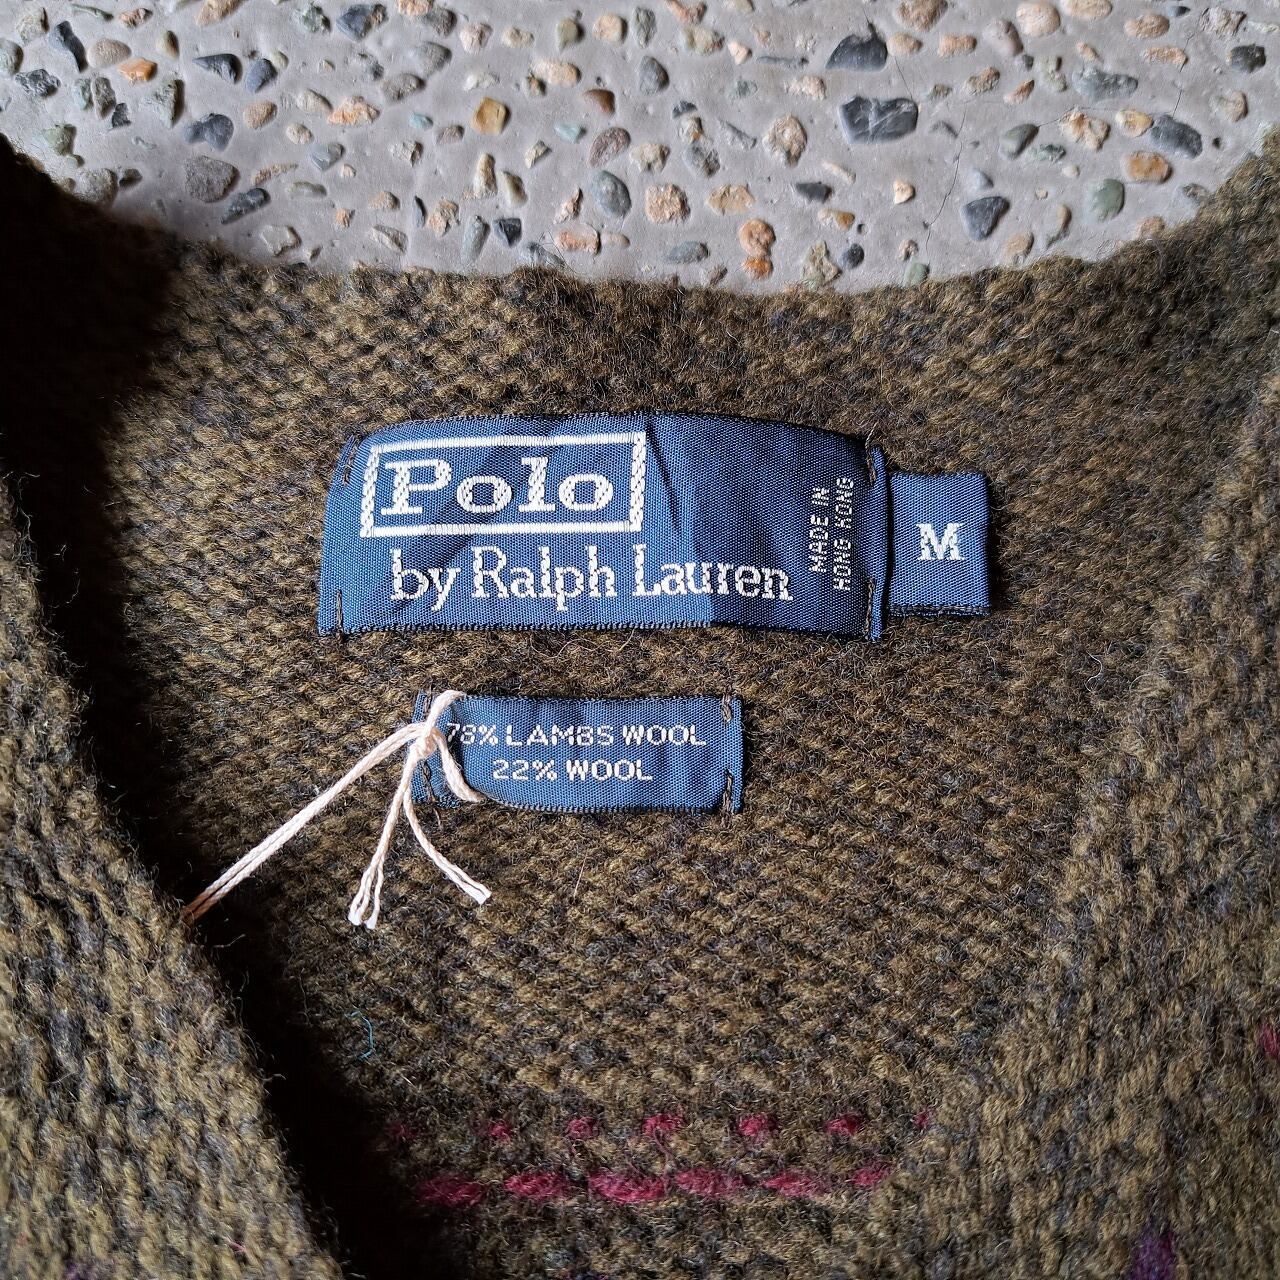 Polo
by Ralph Lauren
MADE IN
HONG KONG
M
78% LAMBS WOOL
22% WOOL